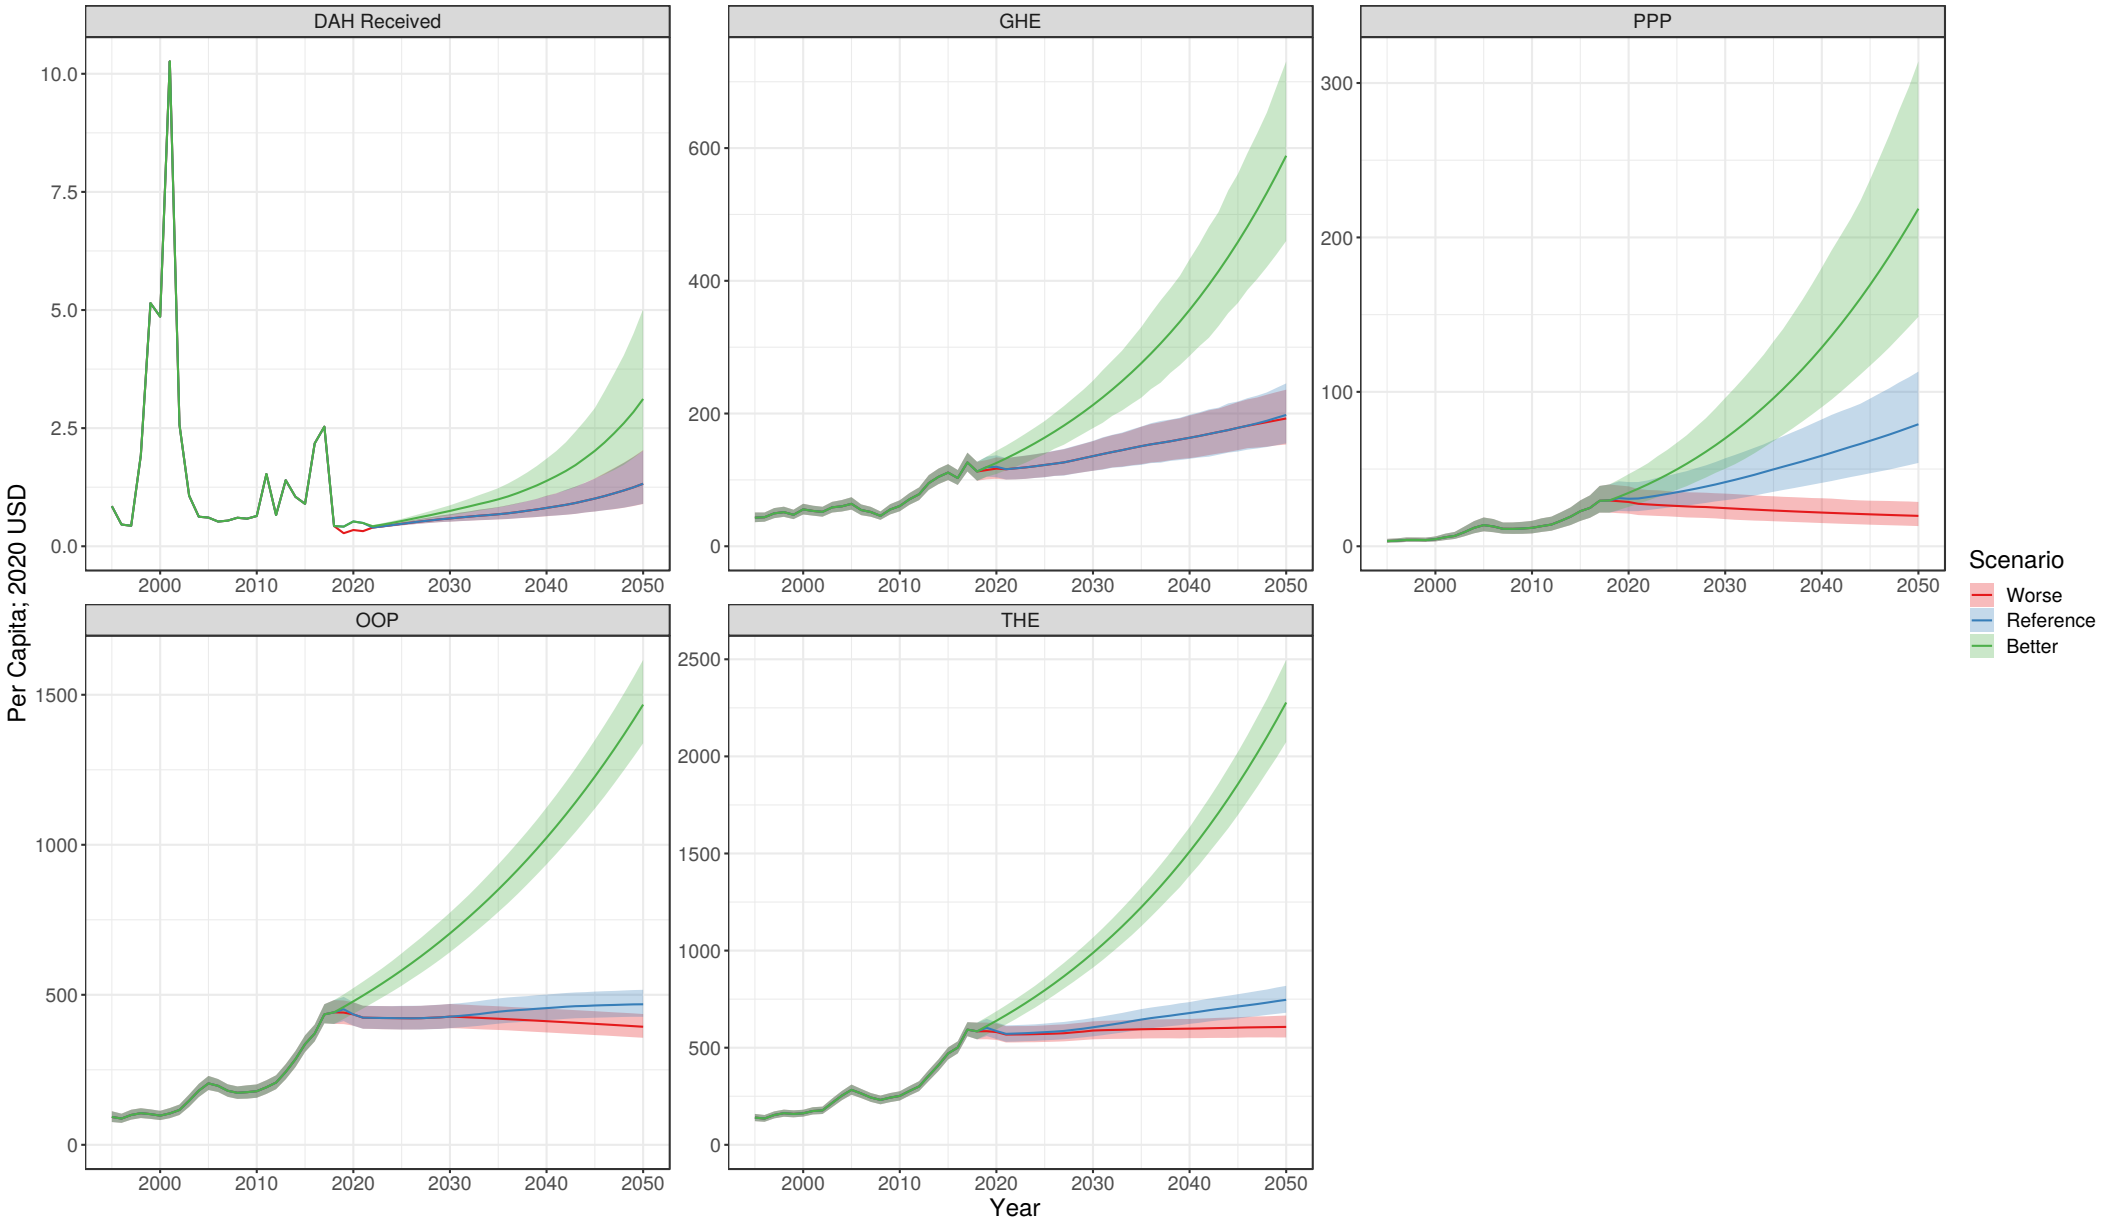 DAH Received
GHE
PPP
10.0
7.5
5.0
2.5
0.0
600
400
200
0
300
200
100
0
2000 2010 2020 2030 2040 2050
2000 2010 2020 2030 2040 2050
2000 2010 2020 2030 2040 2050
OOP
THE
1500
1000
500
0
2500
2000
1500
1000
500
0
2000 2010 2020 2030 2040 2050
2000 2010 2020 2030 2040 2050
Year
Per Capita; 2020 USD
Scenario
Worse
Reference
Better